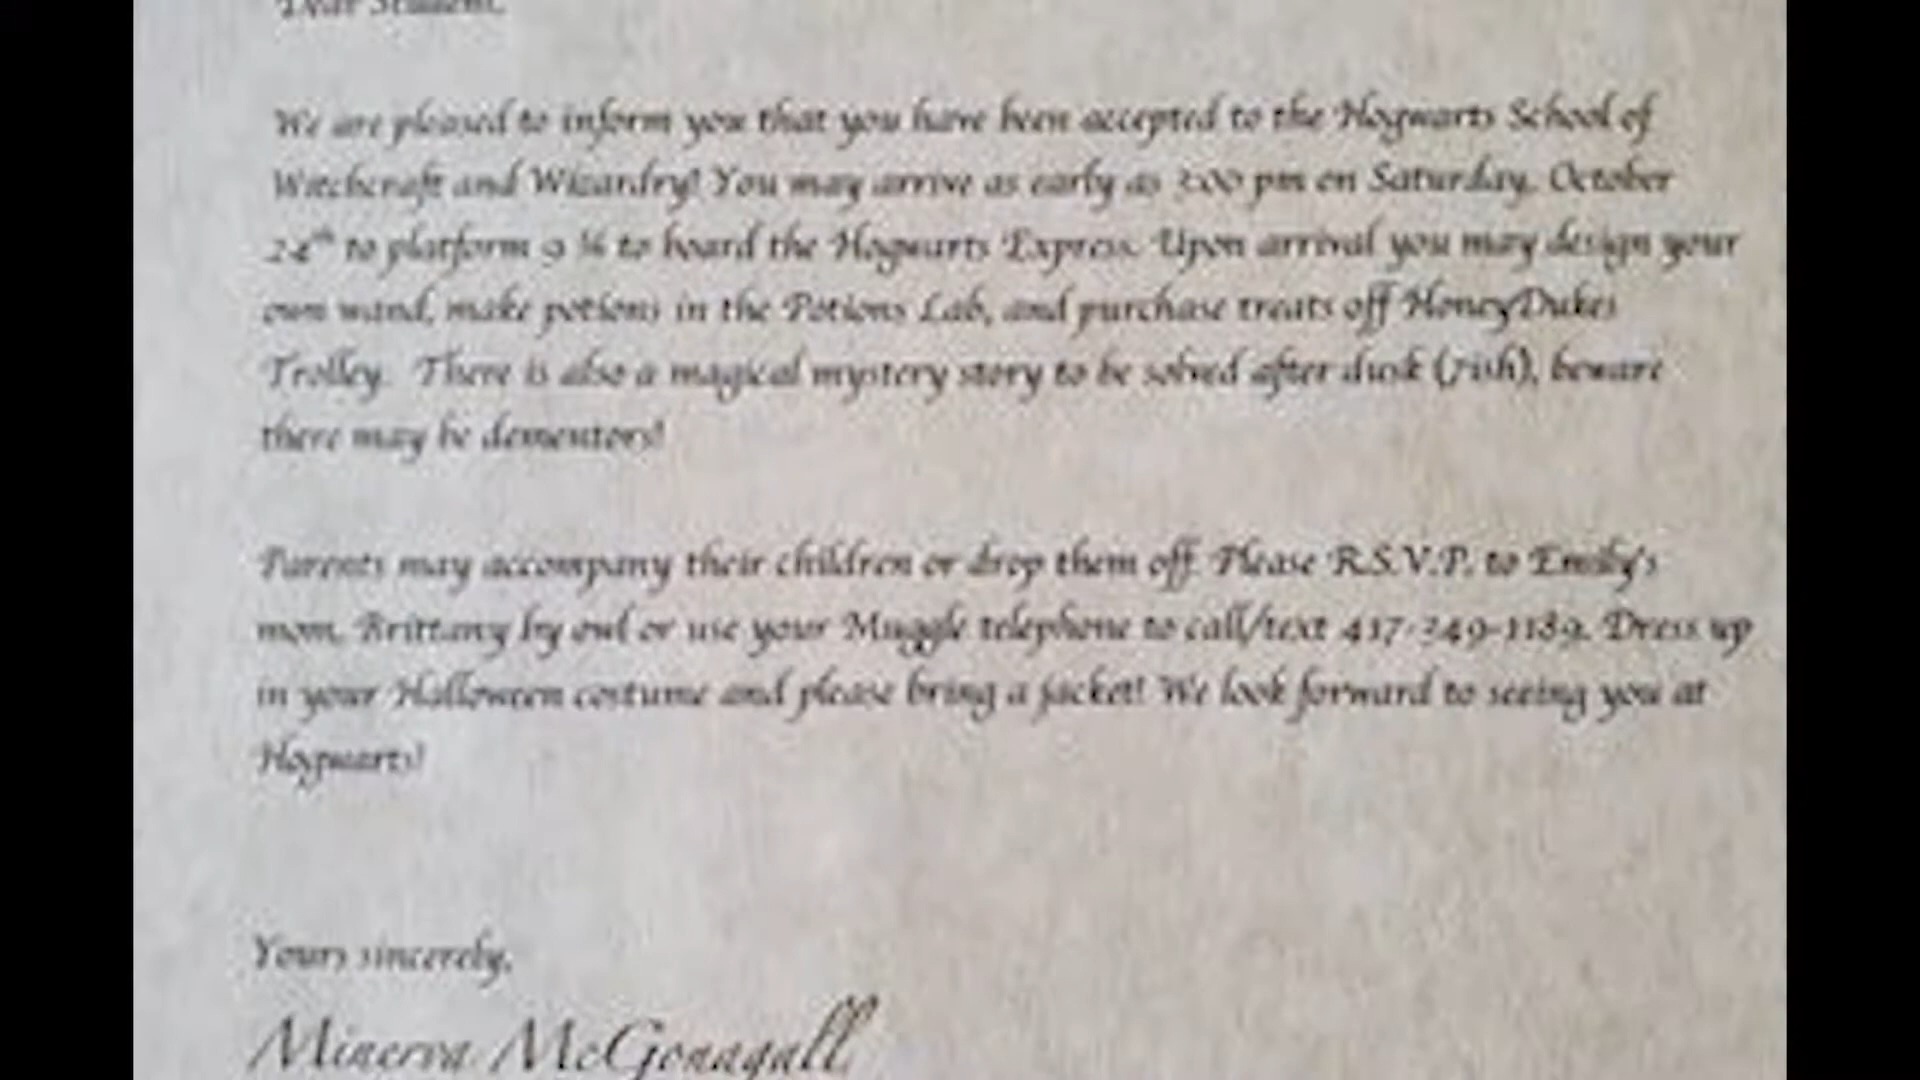 Dear Student,
We are pleased to inform you that you have been accepted to the Hogwarts School of
Witchcraft and Wizardry! You may arrive as early as 3:00 pm on Saturday, October
24th to platform 9 ¾ to board the Hogwarts Express. Upon arrival you may design your
own wand, make potions in the Potions Lab, and purchase treats off HoneyDukes
Trolley. There is also a magical mystery story to be solved after dusk (7ish), beware
there may be dementors!
Parents may accompany their children or drop them off. Please R.S.V.P. to Emily's
mom, Brittany by owl or use your Muggle telephone to call/text 417-349-1189. Dress up
in your Halloween costume and please bring a jacket! We look forward to seeing you at
Hogwarts!
Yours sincerely,
Minerva McGonagall